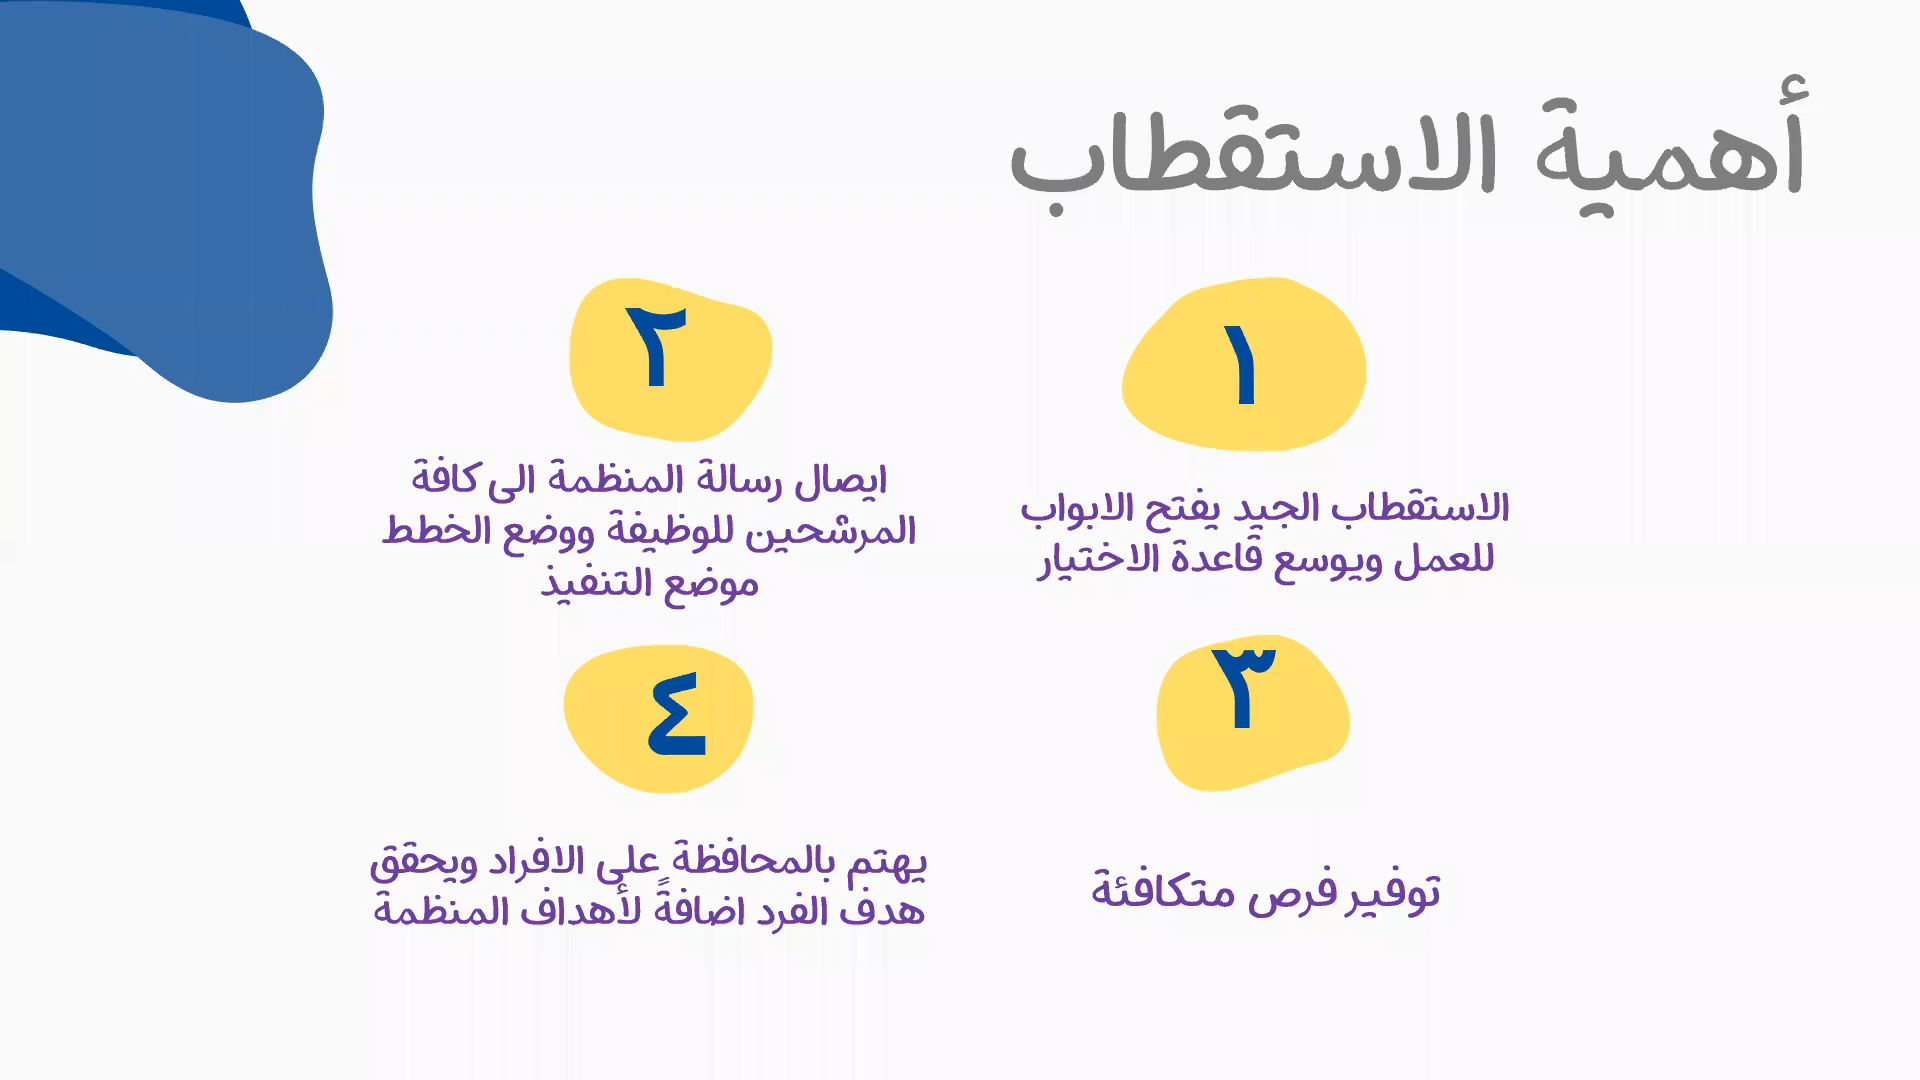 أهمية الاستقطاب
١
الاستقطاب الجيد يفتح الابواب
للعمل ويوسع قاعدة الاختيار
٢
ايصال رسالة المنظمة الى كافة
المرشحين للوظيفة ووضع الخطط
موضع التنفيذ
٣
توفير فرص متكافئة
٤
يهتم بالمحافظة على الافراد ويحقق
هدف الفرد اضافةً لأهداف المنظمة